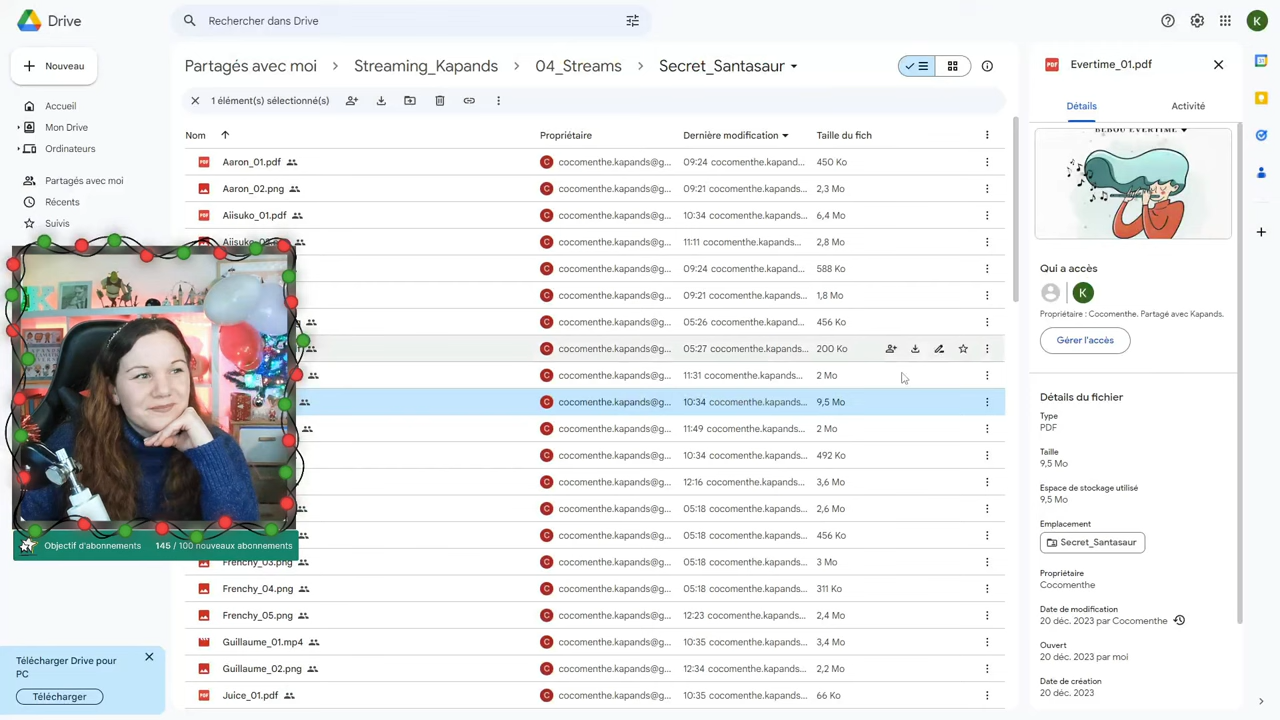 Drive
Rechercher dans Drive
K
Nouveau
Accueil
Mon Drive
Ordinateurs
Partagés avec moi
Récents
Suivis
Partagés avec moi > Streaming_Kapands > 04_Streams > Secret_Santasaur
1 élément(s) sélectionné(s)
Nom Propriétaire Dernière modification Taille du fich
Aaron_01.pdf C cocomenthe.kapands@g... 09:24 cocomenthe.kapand... 450 Ko
Aaron_02.png C cocomenthe.kapands@g... 09:21 cocomenthe.kapands... 2,3 Mo
Aiisuko_01.pdf C cocomenthe.kapands@g... 10:34 cocomenthe.kapands... 6,4 Mo
C cocomenthe.kapands@g... 11:11 cocomenthe.kapands... 2,8 Mo
C cocomenthe.kapands@g... 09:24 cocomenthe.kapand... 588 Ko
C cocomenthe.kapands@g... 09:21 cocomenthe.kapands... 1,8 Mo
C cocomenthe.kapands@g... 05:26 cocomenthe.kapand... 456 Ko
C cocomenthe.kapands@g... 05:27 cocomenthe.kapands... 200 Ko
C cocomenthe.kapands@g... 11:31 cocomenthe.kapands... 2 Mo
C cocomenthe.kapands@g... 10:34 cocomenthe.kapands... 9,5 Mo
C cocomenthe.kapands@g... 11:49 cocomenthe.kapands... 2 Mo
C cocomenthe.kapands@g... 10:34 cocomenthe.kapands... 492 Ko
C cocomenthe.kapands@g... 12:16 cocomenthe.kapands... 3,6 Mo
C cocomenthe.kapands@g... 05:18 cocomenthe.kapands... 2,6 Mo
C cocomenthe.kapands@g... 05:18 cocomenthe.kapands... 456 Ko
Frenchy_03.png C cocomenthe.kapands@g... 05:18 cocomenthe.kapands... 3 Mo
Frenchy_04.png C cocomenthe.kapands@g... 05:18 cocomenthe.kapands... 311 Ko
Frenchy_05.png C cocomenthe.kapands@g... 12:23 cocomenthe.kapands... 2,4 Mo
Guillaume_01.mp4 C cocomenthe.kapands@g... 10:35 cocomenthe.kapands... 3,4 Mo
Guillaume_02.png C cocomenthe.kapands@g... 12:34 cocomenthe.kapands... 2,2 Mo
Juice_01.pdf C cocomenthe.kapands@g... 10:35 cocomenthe.kapands... 66 Ko
Objectif d'abonnements 145 / 100 nouveaux abonnements
Télécharger Drive pour
PC
Télécharger
PDF Evertime_01.pdf
Détails Activité
BEBOU EVERTIME
Qui a accès
K
Propriétaire : Cocomenthe. Partagé avec Kapands.
Gérer l'accès
Détails du fichier
Type
PDF
Taille
9,5 Mo
Espace de stockage utilisé
9,5 Mo
Emplacement
Secret_Santasaur
Propriétaire
Cocomenthe
Date de modification
20 déc. 2023 par Cocomenthe
Ouvert
20 déc. 2023 par moi
Date de création
20 déc. 2023